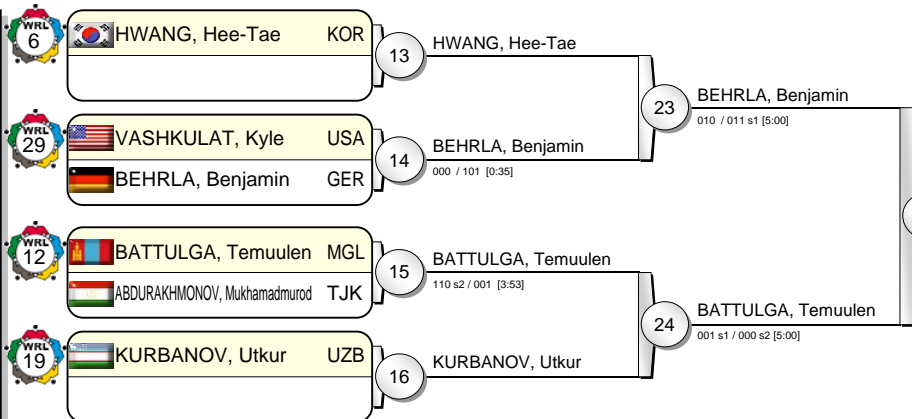 WRL
6
HWANG, Hee-Tae KOR
13
HWANG, Hee-Tae
23
BEHRLA, Benjamin
010 / 011 s1 [5:00]
WRL
29
VASHKULAT, Kyle USA
BEHRLA, Benjamin GER
14
BEHRLA, Benjamin
000 / 101 [0:35]
WRL
12
BATTULGA, Temuulen MGL
ABDURAKHMONOV, Mukhamadmurod TJK
15
BATTULGA, Temuulen
110 s2 / 001 [3:53]
24
BATTULGA, Temuulen
001 s1 / 000 s2 [5:00]
WRL
19
KURBANOV, Utkur UZB
16
KURBANOV, Utkur